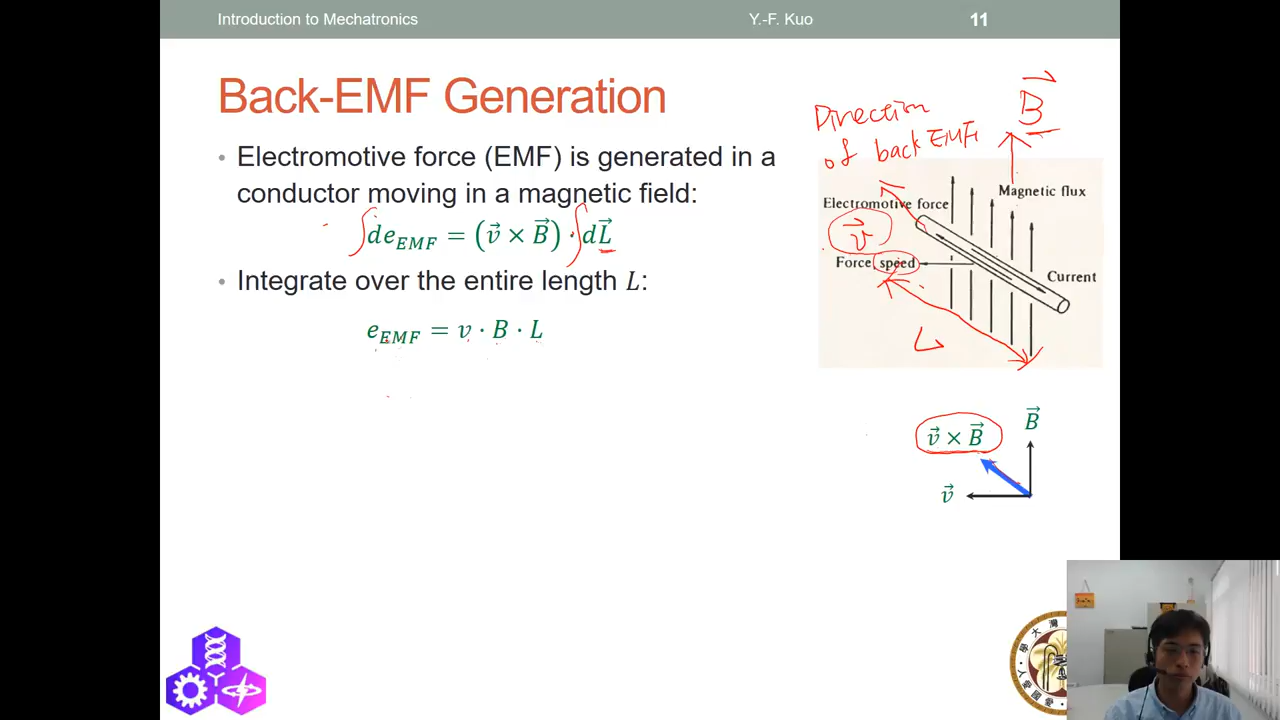 Introduction to Mechatronics
Y.-F. Kuo
11
Back-EMF Generation
• Electromotive force (EMF) is generated in a
conductor moving in a magnetic field:
∫de_EMF = (v⃗ × B⃗) · ∫dL⃗
• Integrate over the entire length L:
e_EMF = v · B · L
Direction
of back EMF
B⃗
Magnetic flux
Electromotive force
v⃗
Force speed
Current
L
v⃗ × B⃗
B⃗
v⃗